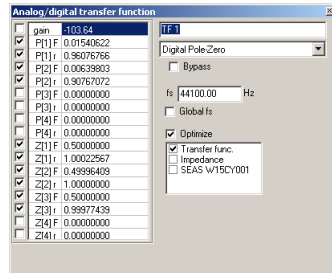 Analog/digital transfer function
gain -103.64
P[1] F 0.01540622
P[1] r 0.96076766
P[2] F 0.00639803
P[2] r 0.90767072
P[3] F 0.00000000
P[3] r 0.00000000
P[4] F 0.00000000
P[4] r 0.00000000
Z[1] F 0.50000000
Z[1] r 1.00022567
Z[2] F 0.49996409
Z[2] r 1.00000000
Z[3] F 0.50000000
Z[3] r 0.99977439
Z[4] F 0.00000000
Z[4] r 0.00000000
TF 1
Digital Pole-Zero
Bypass
fs 44100.00 Hz
Global fs
Optimize
Transfer func.
Impedance
SEAS W15CY001